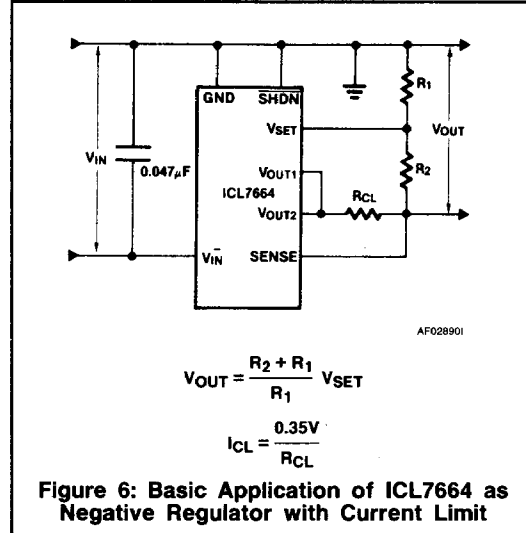 GND
SHDN
R1
VSET
VOUT
VIN
0.047μF
VOUT1
R2
ICL7664
RCL
VOUT2
VIN-
SENSE
AF02890I
VOUT = R2 + R1 / R1 VSET
ICL = 0.35V / RCL
Figure 6: Basic Application of ICL7664 as
Negative Regulator with Current Limit